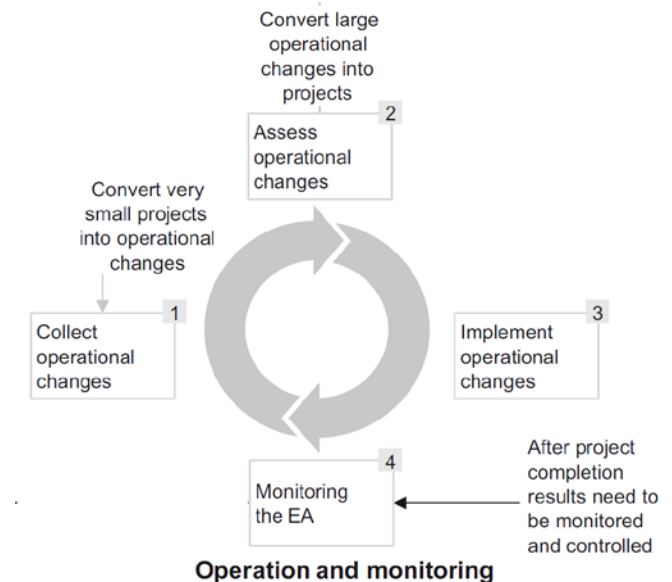 Convert large
operational
changes into
projects
2
Assess
operational
changes
Convert very
small projects
into operational
changes
1
Collect
operational
changes
3
Implement
operational
changes
4
Monitoring
the EA
After project
completion
results need to
be monitored
and controlled
Operation and monitoring